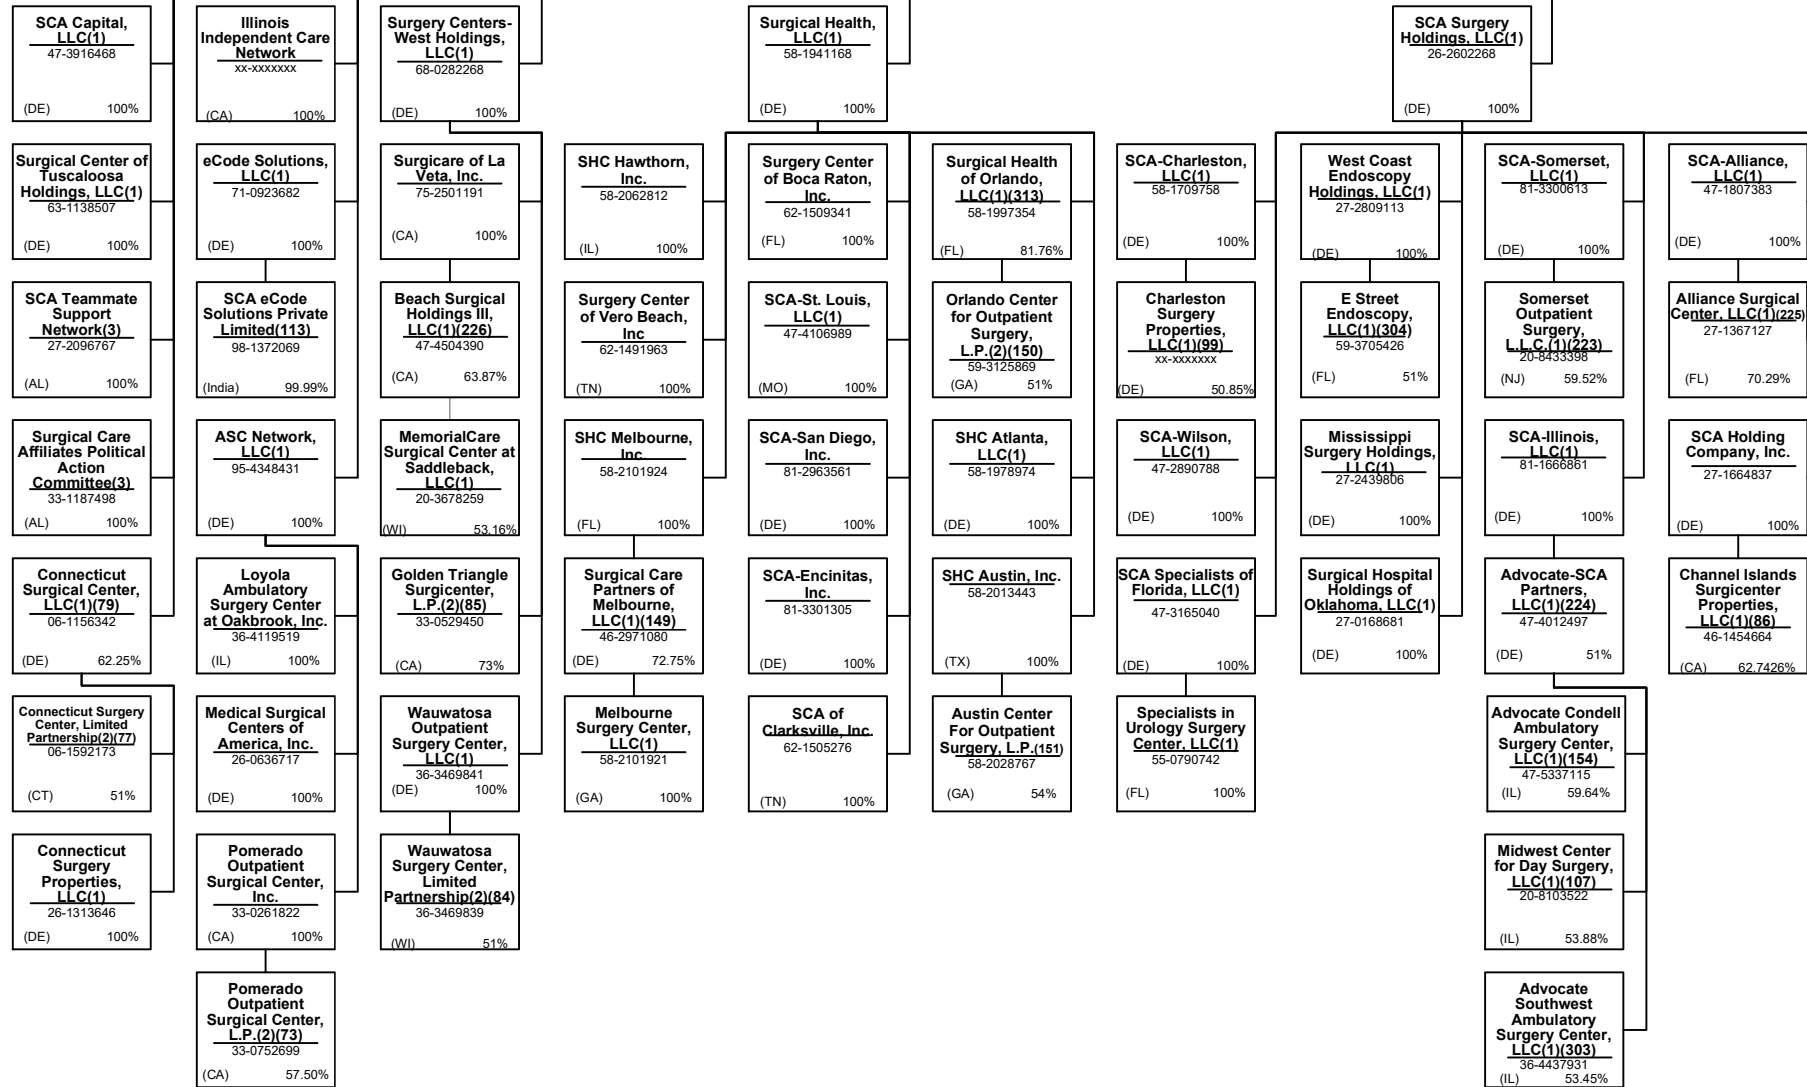 SCA Capital,
LLC(1)
47-3916468
(DE) 100%
Illinois
Independent Care
Network
xx-xxxxxxx
(CA) 100%
Surgery Centers-
West Holdings,
LLC(1)
68-0282268
(DE) 100%
Surgical Health,
LLC(1)
58-1941168
(DE) 100%
SCA Surgery
Holdings, LLC(1)
26-2602268
(DE) 100%
Surgical Center of
Tuscaloosa
Holdings, LLC(1)
63-1138507
(DE) 100%
eCode Solutions,
LLC(1)
71-0923682
(DE) 100%
Surgicare of La
Veta, Inc.
75-2501191
(CA) 100%
SHC Hawthorn,
Inc.
58-2062812
(IL) 100%
Surgery Center
of Boca Raton,
Inc.
62-1509341
(FL) 100%
Surgical Health
of Orlando,
LLC(1)(313)
58-1997354
(FL) 81.76%
SCA-Charleston,
LLC(1)
58-1709758
(DE) 100%
West Coast
Endoscopy
Holdings, LLC(1)
27-2809113
(DE) 100%
SCA-Somerset,
LLC(1)
81-3300613
(DE) 100%
SCA-Alliance,
LLC(1)
47-1807383
(DE) 100%
SCA Teammate
Support
Network(3)
27-2096767
(AL) 100%
SCA eCode
Solutions Private
Limited(113)
98-1372069
(India) 99.99%
Beach Surgical
Holdings III,
LLC(1)(226)
47-4504390
(CA) 63.87%
Surgery Center
of Vero Beach,
Inc
62-1491963
(TN) 100%
SCA-St. Louis,
LLC(1)
47-4106989
(MO) 100%
Orlando Center
for Outpatient
Surgery,
L.P.(2)(150)
59-3125869
(GA) 51%
Charleston
Surgery
Properties,
LLC(1)(99)
xx-xxxxxxx
(DE) 50.85%
E Street
Endoscopy,
LLC(1)(304)
59-3705426
(FL) 51%
Somerset
Outpatient
Surgery,
L.L.C.(1)(223)
20-8433398
(NJ) 59.52%
Alliance Surgical
Center, LLC(1)(225)
27-1367127
(FL) 70.29%
Surgical Care
Affiliates Political
Action
Committee(3)
33-1187498
(AL) 100%
ASC Network,
LLC(1)
95-4348431
(DE) 100%
MemorialCare
Surgical Center at
Saddleback,
LLC(1)
20-3678259
(WI) 53.16%
SHC Melbourne,
Inc.
58-2101924
(FL) 100%
SCA-San Diego,
Inc.
81-2963561
(DE) 100%
SHC Atlanta,
LLC(1)
58-1978974
(DE) 100%
SCA-Wilson,
LLC(1)
47-2890788
(DE) 100%
Mississippi
Surgery Holdings,
LLC(1)
27-2439806
(DE) 100%
SCA-Illinois,
LLC(1)
81-1666861
(DE) 100%
SCA Holding
Company, Inc.
27-1664837
(DE) 100%
Connecticut
Surgical Center,
LLC(1)(79)
06-1156342
(DE) 62.25%
Loyola
Ambulatory
Surgery Center
at Oakbrook, Inc.
36-4119519
(IL) 100%
Golden Triangle
Surgicenter,
L.P.(2)(85)
33-0529450
(CA) 73%
Surgical Care
Partners of
Melbourne,
LLC(1)(149)
46-2971080
(DE) 72.75%
SCA-Encinitas,
Inc.
81-3301305
(DE) 100%
SHC Austin, Inc.
58-2013443
(TX) 100%
SCA Specialists of
Florida, LLC(1)
47-3165040
(DE) 100%
Surgical Hospital
Holdings of
Oklahoma, LLC(1)
27-0168681
(DE) 100%
Advocate-SCA
Partners,
LLC(1)(224)
47-4012497
(DE) 51%
Channel Islands
Surgicenter
Properties,
LLC(1)(86)
46-1454664
(CA) 62.7426%
Connecticut Surgery
Center, Limited
Partnership(2)(77)
06-1592173
(CT) 51%
Medical Surgical
Centers of
America, Inc.
26-0636717
(DE) 100%
Wauwatosa
Outpatient
Surgery Center,
LLC(1)
36-3469841
(DE) 100%
Melbourne
Surgery Center,
LLC(1)
58-2101921
(GA) 100%
SCA of
Clarksville, Inc.
62-1505276
(TN) 100%
Austin Center
For Outpatient
Surgery, L.P.(151)
58-2028767
(GA) 54%
Specialists in
Urology Surgery
Center, LLC(1)
55-0790742
(FL) 100%
Advocate Condell
Ambulatory
Surgery Center,
LLC(1)(154)
47-5337115
(IL) 59.64%
Connecticut
Surgery
Properties,
LLC(1)
26-1313646
(DE) 100%
Pomerado
Outpatient
Surgical Center,
Inc.
33-0261822
(CA) 100%
Wauwatosa
Surgery Center,
Limited
Partnership(2)(84)
36-3469839
(WI) 51%
Midwest Center
for Day Surgery,
LLC(1)(107)
20-8103522
(IL) 53.88%
Pomerado
Outpatient
Surgical Center,
L.P.(2)(73)
33-0752699
(CA) 57.50%
Advocate
Southwest
Ambulatory
Surgery Center,
LLC(1)(303)
36-4437931
(IL) 53.45%